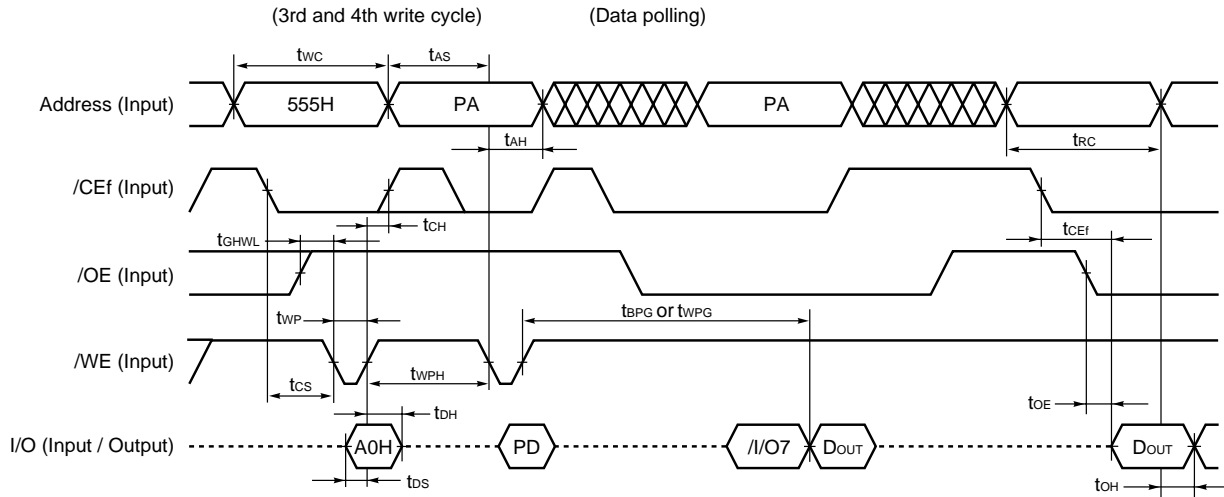 (3rd and 4th write cycle) (Data polling)
tWC tAS
Address (Input) 555H PA PA
tAH tRC
/CEf (Input)
tCH tCEf
tGHWL
/OE (Input)
tWP tBPG or tWPG
/WE (Input)
tCS tWPH
tDH tOE
I/O (Input / Output) A0H PD /I/O7 DOUT DOUT
tDS tOH